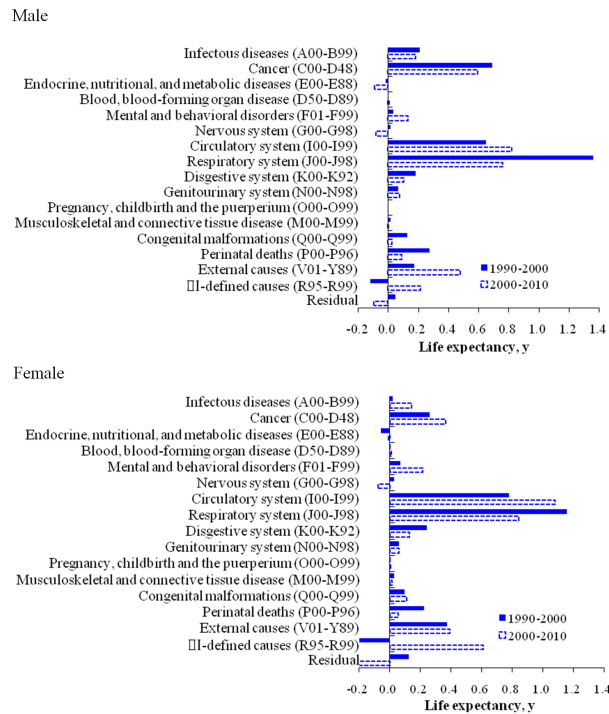 Male
Infectous diseases (A00-B99)
Cancer (C00-D48)
Endocrine, nutritional, and metabolic diseases (E00-E88)
Blood, blood-forming organ disease (D50-D89)
Mental and behavioral disorders (F01-F99)
Nervous system (G00-G98)
Circulatory system (I00-I99)
Respiratory system (J00-J98)
Disgestive system (K00-K92)
Genitourinary system (N00-N98)
Pregnancy, childbirth and the puerperium (O00-O99)
Musculoskeletal and connective tissue disease (M00-M99)
Congenital malformations (Q00-Q99)
Perinatal deaths (P00-P96)
External causes (V01-Y89)
□I-defined causes (R95-R99)
Residual
1990-2000
2000-2010
-0.2 0 0.2 0.4 0.6 0.8 1.0 1.2 1.4
Life expectancy, y
Female
Infectous diseases (A00-B99)
Cancer (C00-D48)
Endocrine, nutritional, and metabolic diseases (E00-E88)
Blood, blood-forming organ disease (D50-D89)
Mental and behavioral disorders (F01-F99)
Nervous system (G00-G98)
Circulatory system (I00-I99)
Respiratory system (J00-J98)
Disgestive system (K00-K92)
Genitourinary system (N00-N98)
Pregnancy, childbirth and the puerperium (O00-O99)
Musculoskeletal and connective tissue disease (M00-M99)
Congenital malformations (Q00-Q99)
Perinatal deaths (P00-P96)
External causes (V01-Y89)
□I-defined causes (R95-R99)
Residual
1990-2000
2000-2010
-0.2 0 0.2 0.4 0.6 0.8 1.0 1.2 1.4
Life expectancy, y